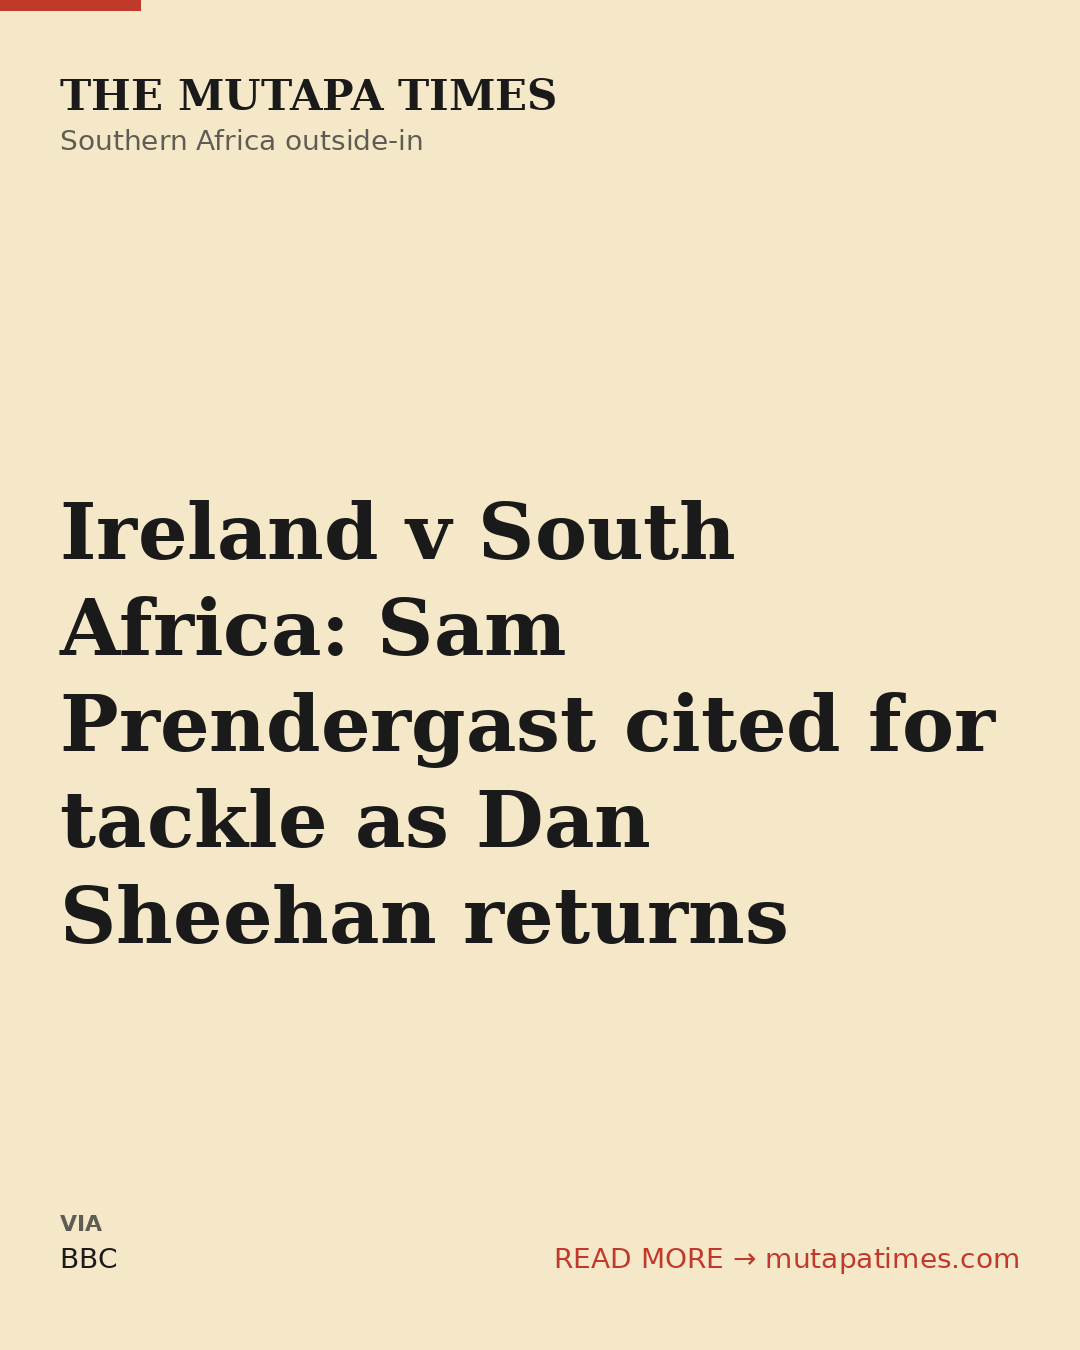 THE MUTAPA TIMES
Southern Africa outside-in
Ireland v South
Africa: Sam
Prendergast cited for
tackle as Dan
Sheehan returns
VIA
BBC
READ MORE → mutapatimes.com